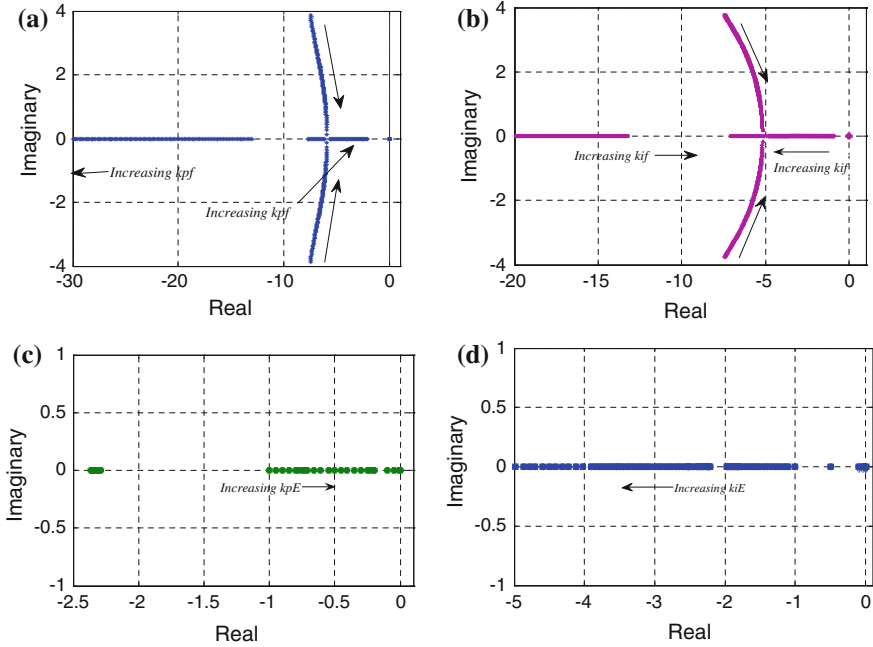 (a)
4
2
0
-2
-4
-30
-20
-10
0
Imaginary
Real
Increasing kpf
Increasing kpf
(b)
4
2
0
-2
-4
-20
-15
-10
-5
0
Imaginary
Real
Increasing kif
Increasing kif
(c)
1
0.5
0
-0.5
-1
-2.5
-2
-1.5
-1
-0.5
0
Imaginary
Real
Increasing kpE
(d)
1
0.5
0
-0.5
-1
-5
-4
-3
-2
-1
0
Imaginary
Real
Increasing kiE